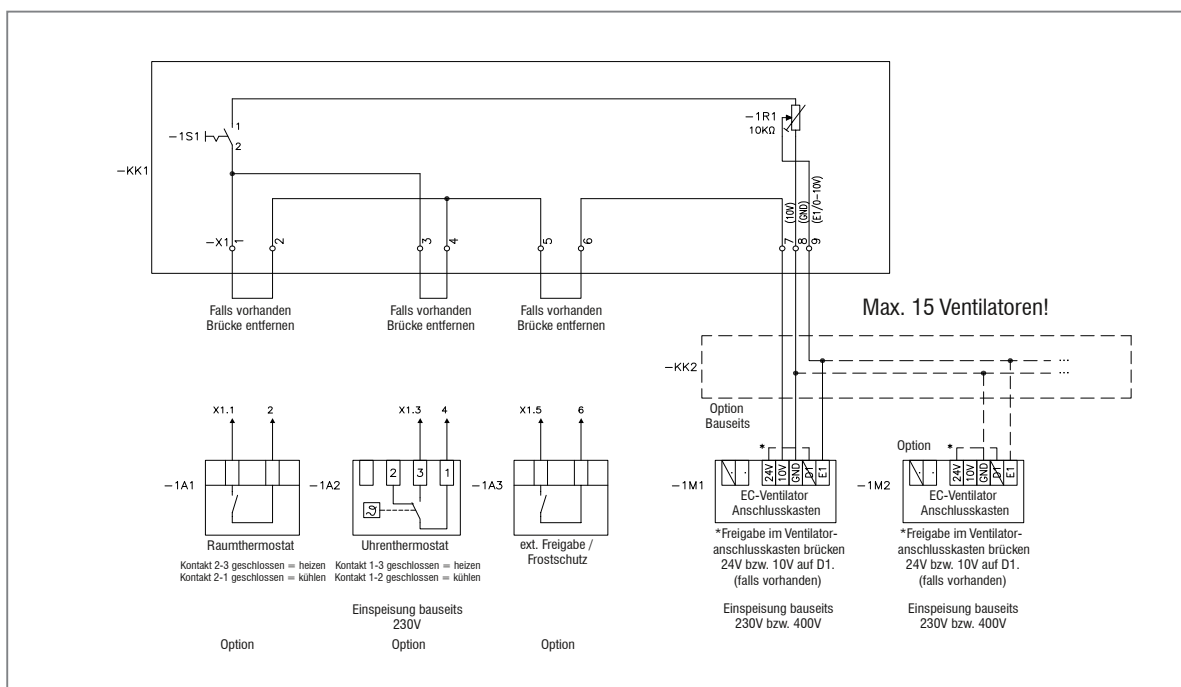 1
-1S1
2
-1R1
10KΩ
-KK1
(10V)
(GND)
(E1/0-10V)
-X1
1
2
3
4
5
6
7
8
9
Falls vorhanden
Brücke entfernen
Falls vorhanden
Brücke entfernen
Falls vorhanden
Brücke entfernen
Max. 15 Ventilatoren!
-KK2
...
...
Option
Bauseits
X1.1
2
X1.3
4
X1.5
6
-1A1
Raumthermostat
Kontakt 2-3 geschlossen = heizen
Kontakt 2-1 geschlossen = kühlen
Option
-1A2
2
3
1
ϑ
Uhrenthermostat
Kontakt 1-3 geschlossen = heizen
Kontakt 1-2 geschlossen = kühlen
Einspeisung bauseits
230V
Option
-1A3
ext. Freigabe /
Frostschutz
Option
*
-1M1
24V
10V
GND
D1
E1
EC-Ventilator
Anschlusskasten
*Freigabe im Ventilator-
anschlusskasten brücken
24V bzw. 10V auf D1.
(falls vorhanden)
Einspeisung bauseits
230V bzw. 400V
Option
*
-1M2
24V
10V
GND
D1
E1
EC-Ventilator
Anschlusskasten
*Freigabe im Ventilator-
anschlusskasten brücken
24V bzw. 10V auf D1.
(falls vorhanden)
Einspeisung bauseits
230V bzw. 400V